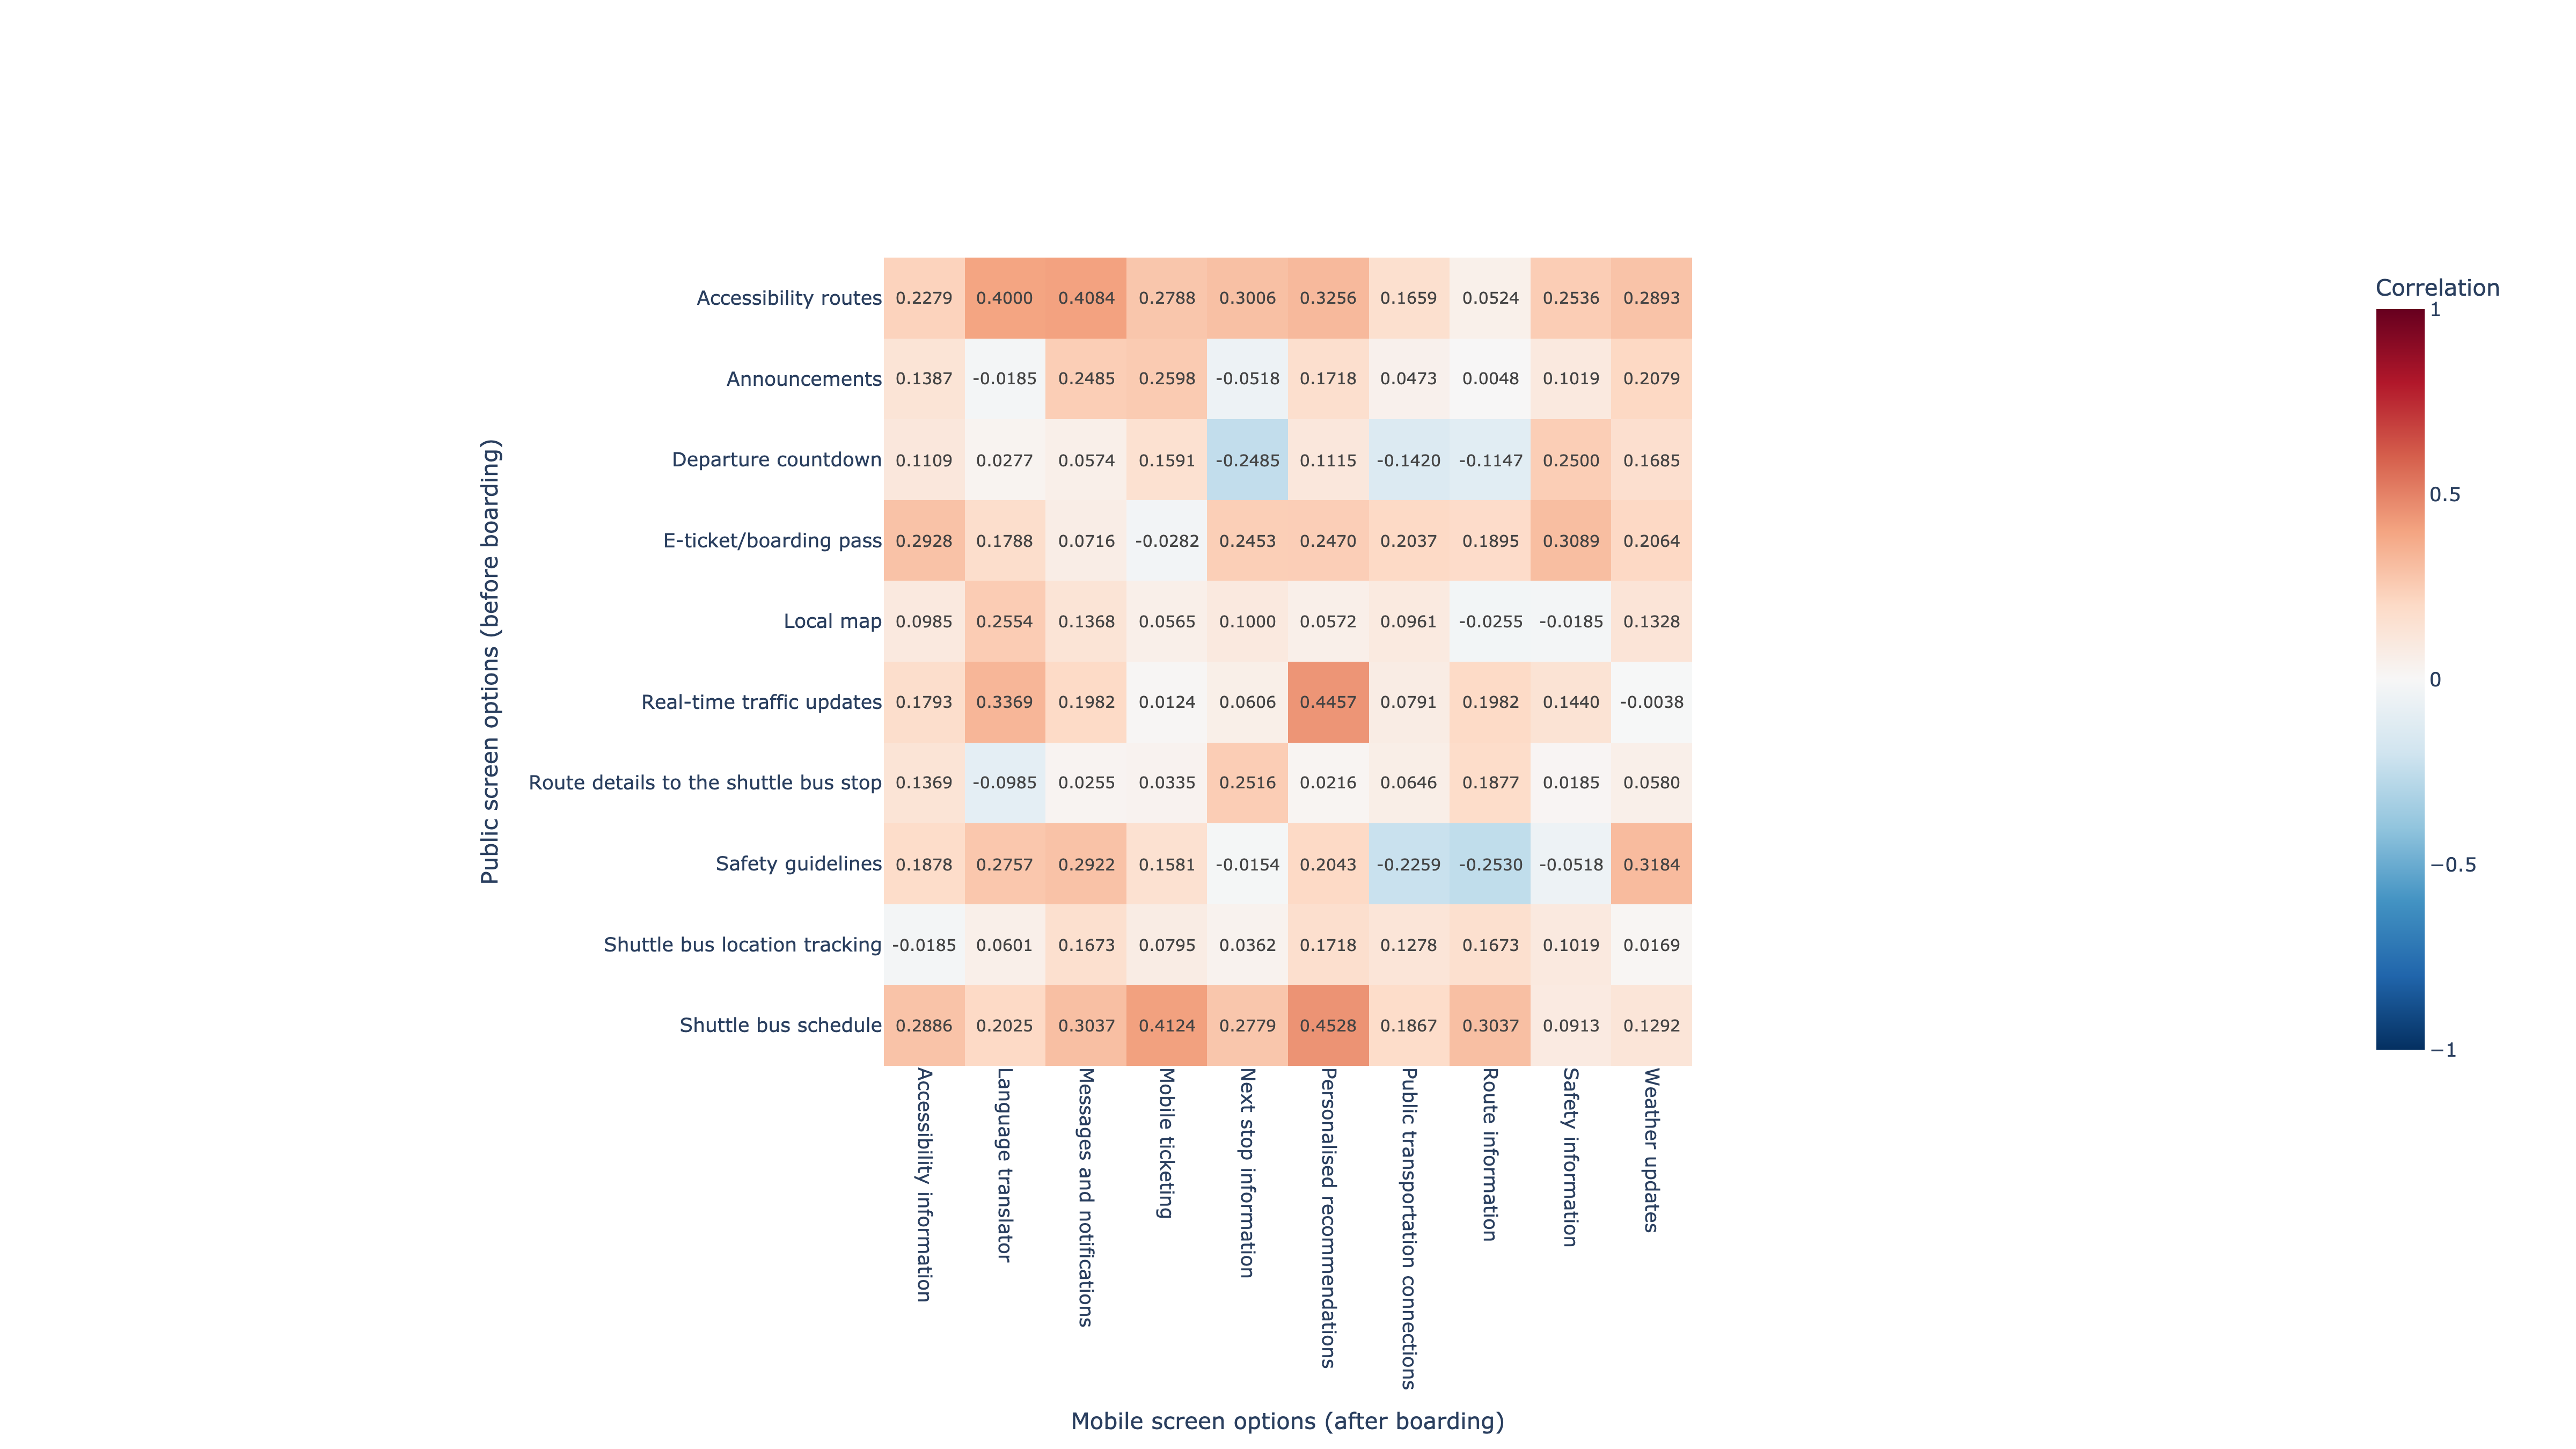 Correlation
1
0.5
0
−0.5
−1
Public screen options (before boarding)
Accessibility routes 0.2279 0.4000 0.4084 0.2788 0.3006 0.3256 0.1659 0.0524 0.2536 0.2893
Announcements 0.1387 -0.0185 0.2485 0.2598 -0.0518 0.1718 0.0473 0.0048 0.1019 0.2079
Departure countdown 0.1109 0.0277 0.0574 0.1591 -0.2485 0.1115 -0.1420 -0.1147 0.2500 0.1685
E-ticket/boarding pass 0.2928 0.1788 0.0716 -0.0282 0.2453 0.2470 0.2037 0.1895 0.3089 0.2064
Local map 0.0985 0.2554 0.1368 0.0565 0.1000 0.0572 0.0961 -0.0255 -0.0185 0.1328
Real-time traffic updates 0.1793 0.3369 0.1982 0.0124 0.0606 0.4457 0.0791 0.1982 0.1440 -0.0038
Route details to the shuttle bus stop 0.1369 -0.0985 0.0255 0.0335 0.2516 0.0216 0.0646 0.1877 0.0185 0.0580
Safety guidelines 0.1878 0.2757 0.2922 0.1581 -0.0154 0.2043 -0.2259 -0.2530 -0.0518 0.3184
Shuttle bus location tracking -0.0185 0.0601 0.1673 0.0795 0.0362 0.1718 0.1278 0.1673 0.1019 0.0169
Shuttle bus schedule 0.2886 0.2025 0.3037 0.4124 0.2779 0.4528 0.1867 0.3037 0.0913 0.1292
Accessibility information
Language translator
Messages and notifications
Mobile ticketing
Next stop information
Personalised recommendations
Public transportation connections
Route information
Safety information
Weather updates
Mobile screen options (after boarding)